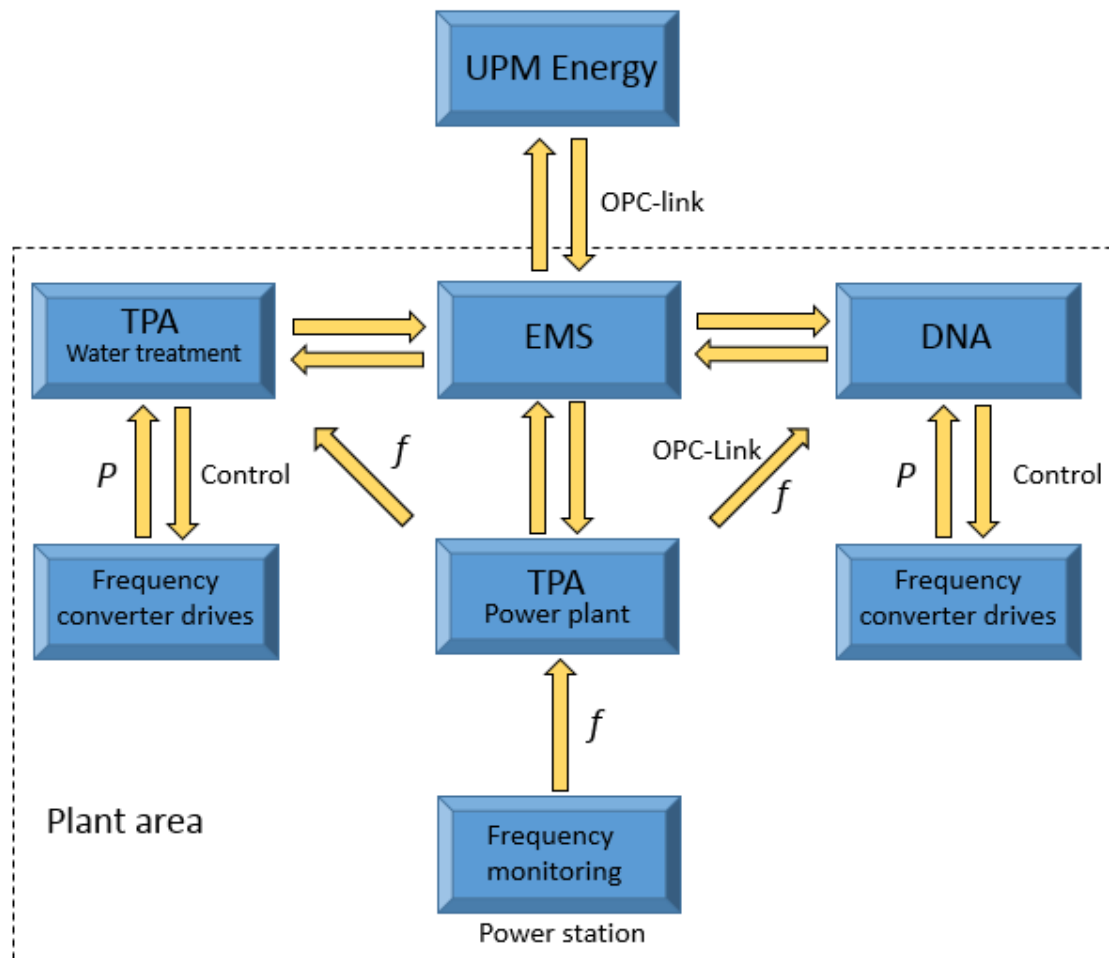 UPM Energy
OPC-link
TPA
Water treatment
EMS
DNA
P
Control
f
OPC-Link
f
P
Control
Frequency
converter drives
TPA
Power plant
Frequency
converter drives
f
Plant area
Frequency
monitoring
Power station